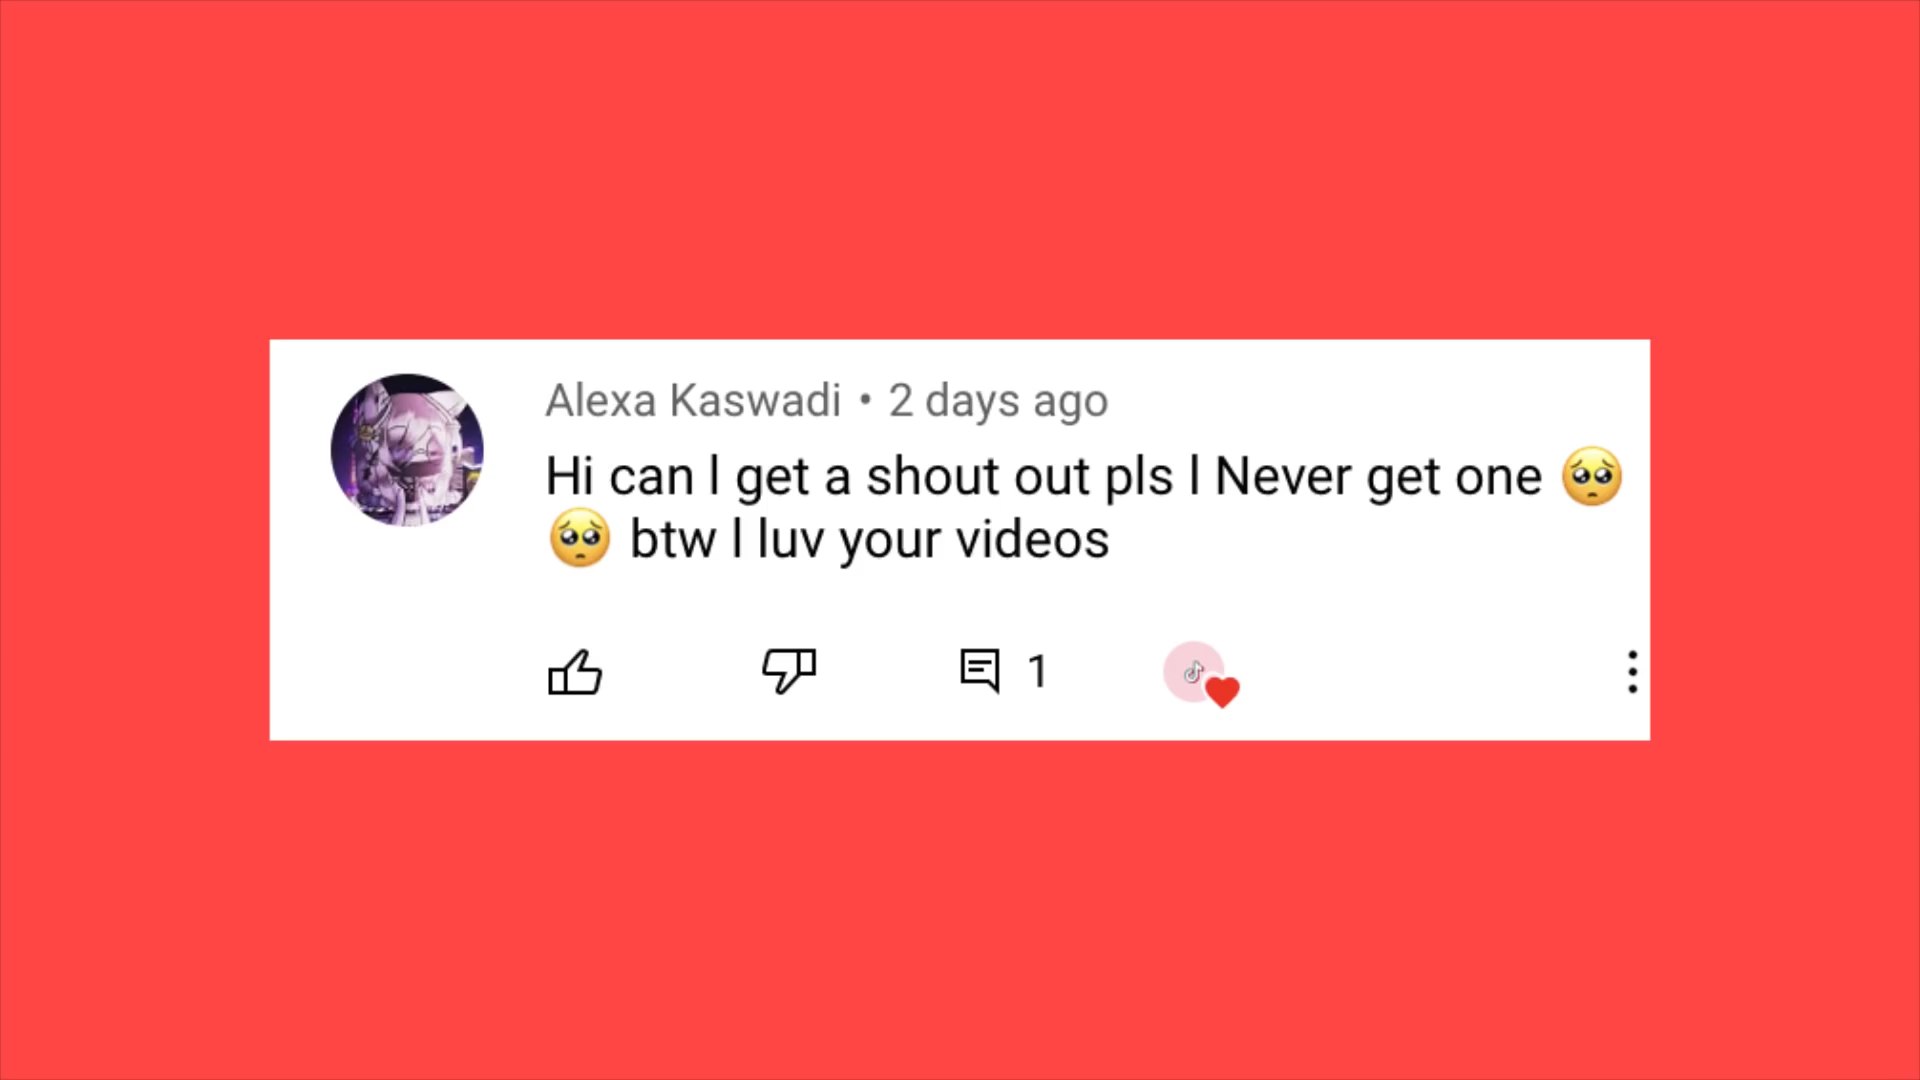 Alexa Kaswadi • 2 days ago
Hi can I get a shout out pls I Never get one 🥺
🥺 btw I luv your videos
1